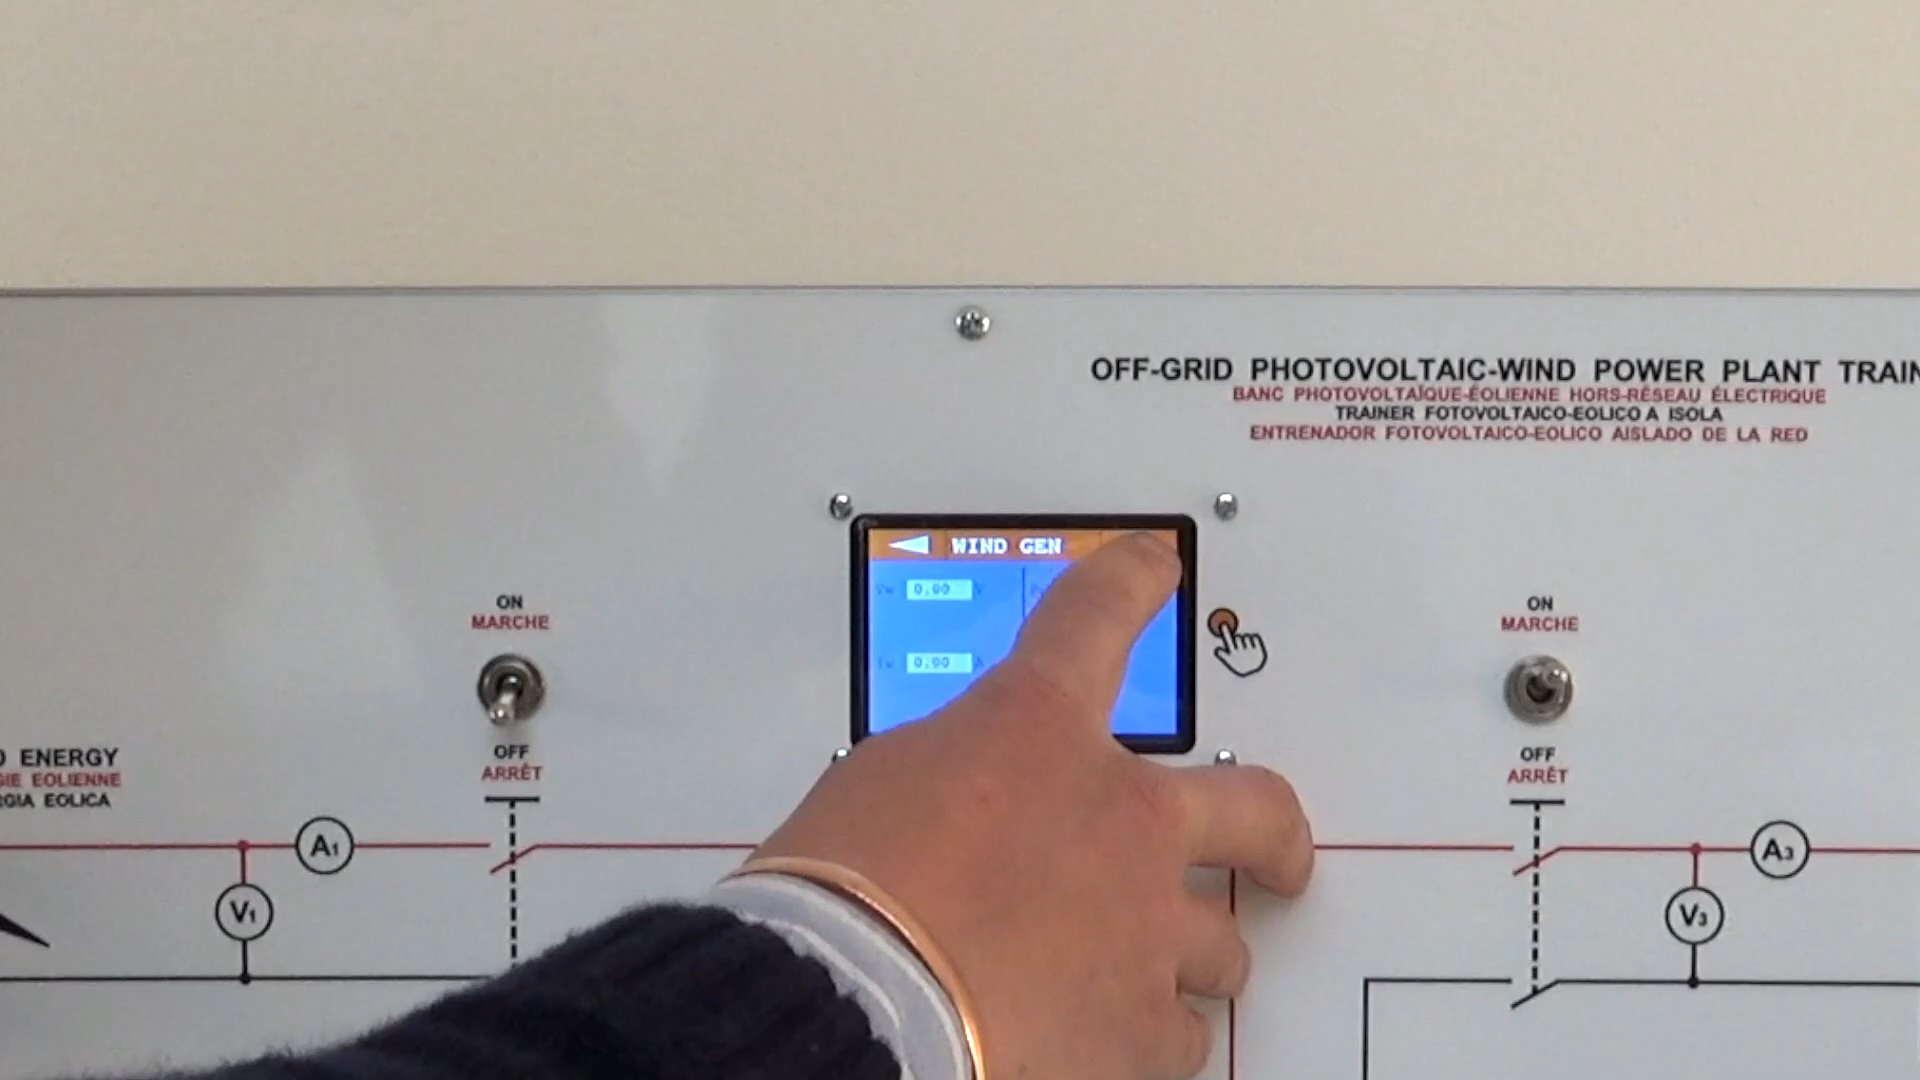 OFF-GRID PHOTOVOLTAIC-WIND POWER PLANT TRAIN
BANC PHOTOVOLTAÏQUE-ÉOLIENNE HORS-RÉSEAU ÉLECTRIQUE
TRAINER FOTOVOLTAICO-EOLICO A ISOLA
ENTRENADOR FOTOVOLTAICO-EOLICO AISLADO DE LA RED
WIND GEN
0.00
0.00
ON
MARCHE
OFF
ARRÊT
ON
MARCHE
OFF
ARRÊT
ENERGY
GIE EOLIENNE
RGIA EOLICA
A1
V1
A3
V3